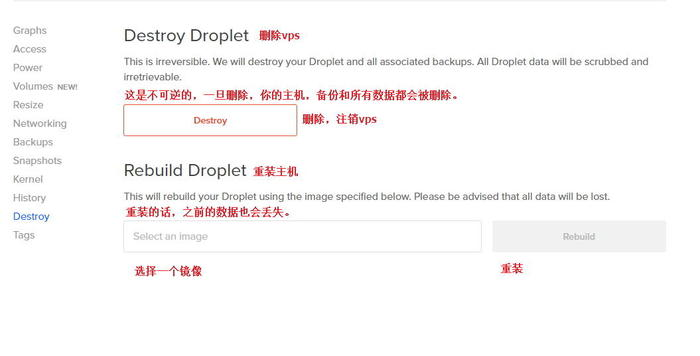 Graphs
Access
Power
Volumes NEW!
Resize
Networking
Backups
Snapshots
Kernel
History
Destroy
Tags
Destroy Droplet 删除vps
This is irreversible. We will destroy your Droplet and all associated backups. All Droplet data will be scrubbed and
irretrievable.
这是不可逆的，一旦删除，你的主机，备份和所有数据都会被删除。
Destroy 删除，注销vps
Rebuild Droplet 重装主机
This will rebuild your Droplet using the image specified below. Please be advised that all data will be lost.
重装的话，之前的数据也会丢失。
Select an image Rebuild
选择一个镜像 重装